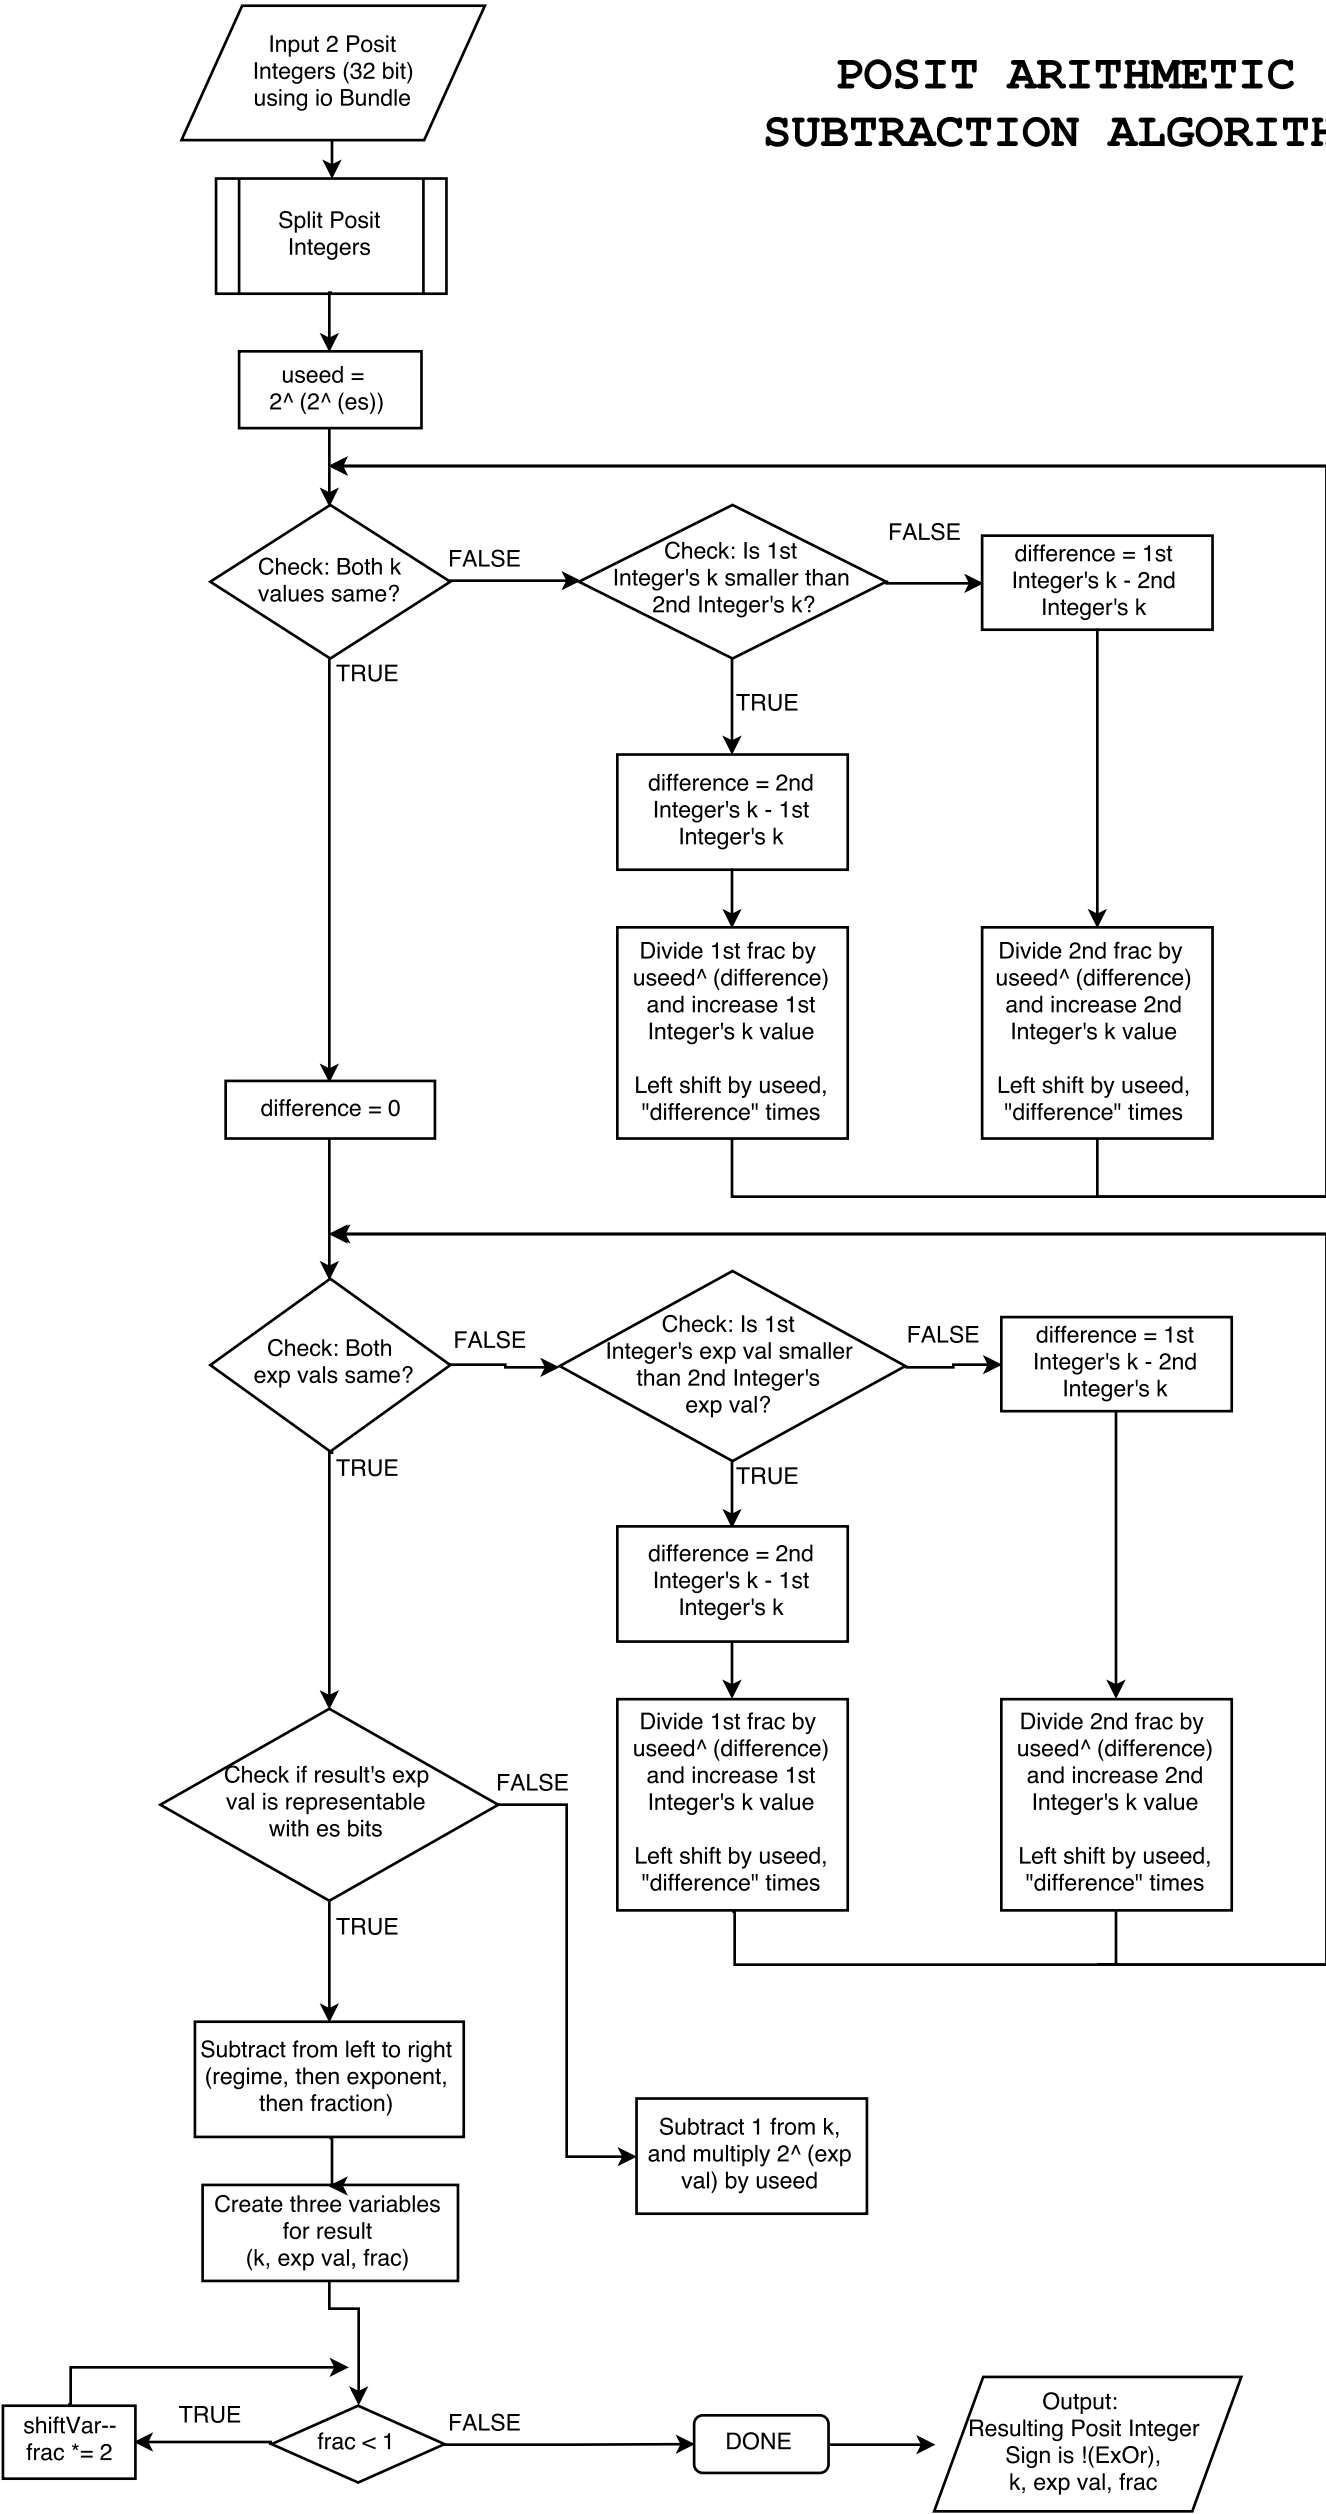 POSIT ARITHMETIC
SUBTRACTION ALGORITH
Input 2 Posit
Integers (32 bit)
using io Bundle
Split Posit
Integers
useed =
2^ (2^ (es))
Check: Both k
values same?
FALSE
TRUE
Check: Is 1st
Integer's k smaller than
2nd Integer's k?
FALSE
TRUE
difference = 1st
Integer's k - 2nd
Integer's k
difference = 2nd
Integer's k - 1st
Integer's k
Divide 1st frac by
useed^ (difference)
and increase 1st
Integer's k value
Left shift by useed,
"difference" times
Divide 2nd frac by
useed^ (difference)
and increase 2nd
Integer's k value
Left shift by useed,
"difference" times
difference = 0
Check: Both
exp vals same?
FALSE
TRUE
Check: Is 1st
Integer's exp val smaller
than 2nd Integer's
exp val?
FALSE
TRUE
difference = 1st
Integer's k - 2nd
Integer's k
difference = 2nd
Integer's k - 1st
Integer's k
Divide 1st frac by
useed^ (difference)
and increase 1st
Integer's k value
Left shift by useed,
"difference" times
Divide 2nd frac by
useed^ (difference)
and increase 2nd
Integer's k value
Left shift by useed,
"difference" times
Check if result's exp
val is representable
with es bits
FALSE
TRUE
Subtract from left to right
(regime, then exponent,
then fraction)
Subtract 1 from k,
and multiply 2^ (exp
val) by useed
Create three variables
for result
(k, exp val, frac)
shiftVar--
frac *= 2
TRUE
frac < 1
FALSE
DONE
Output:
Resulting Posit Integer
Sign is !(ExOr),
k, exp val, frac